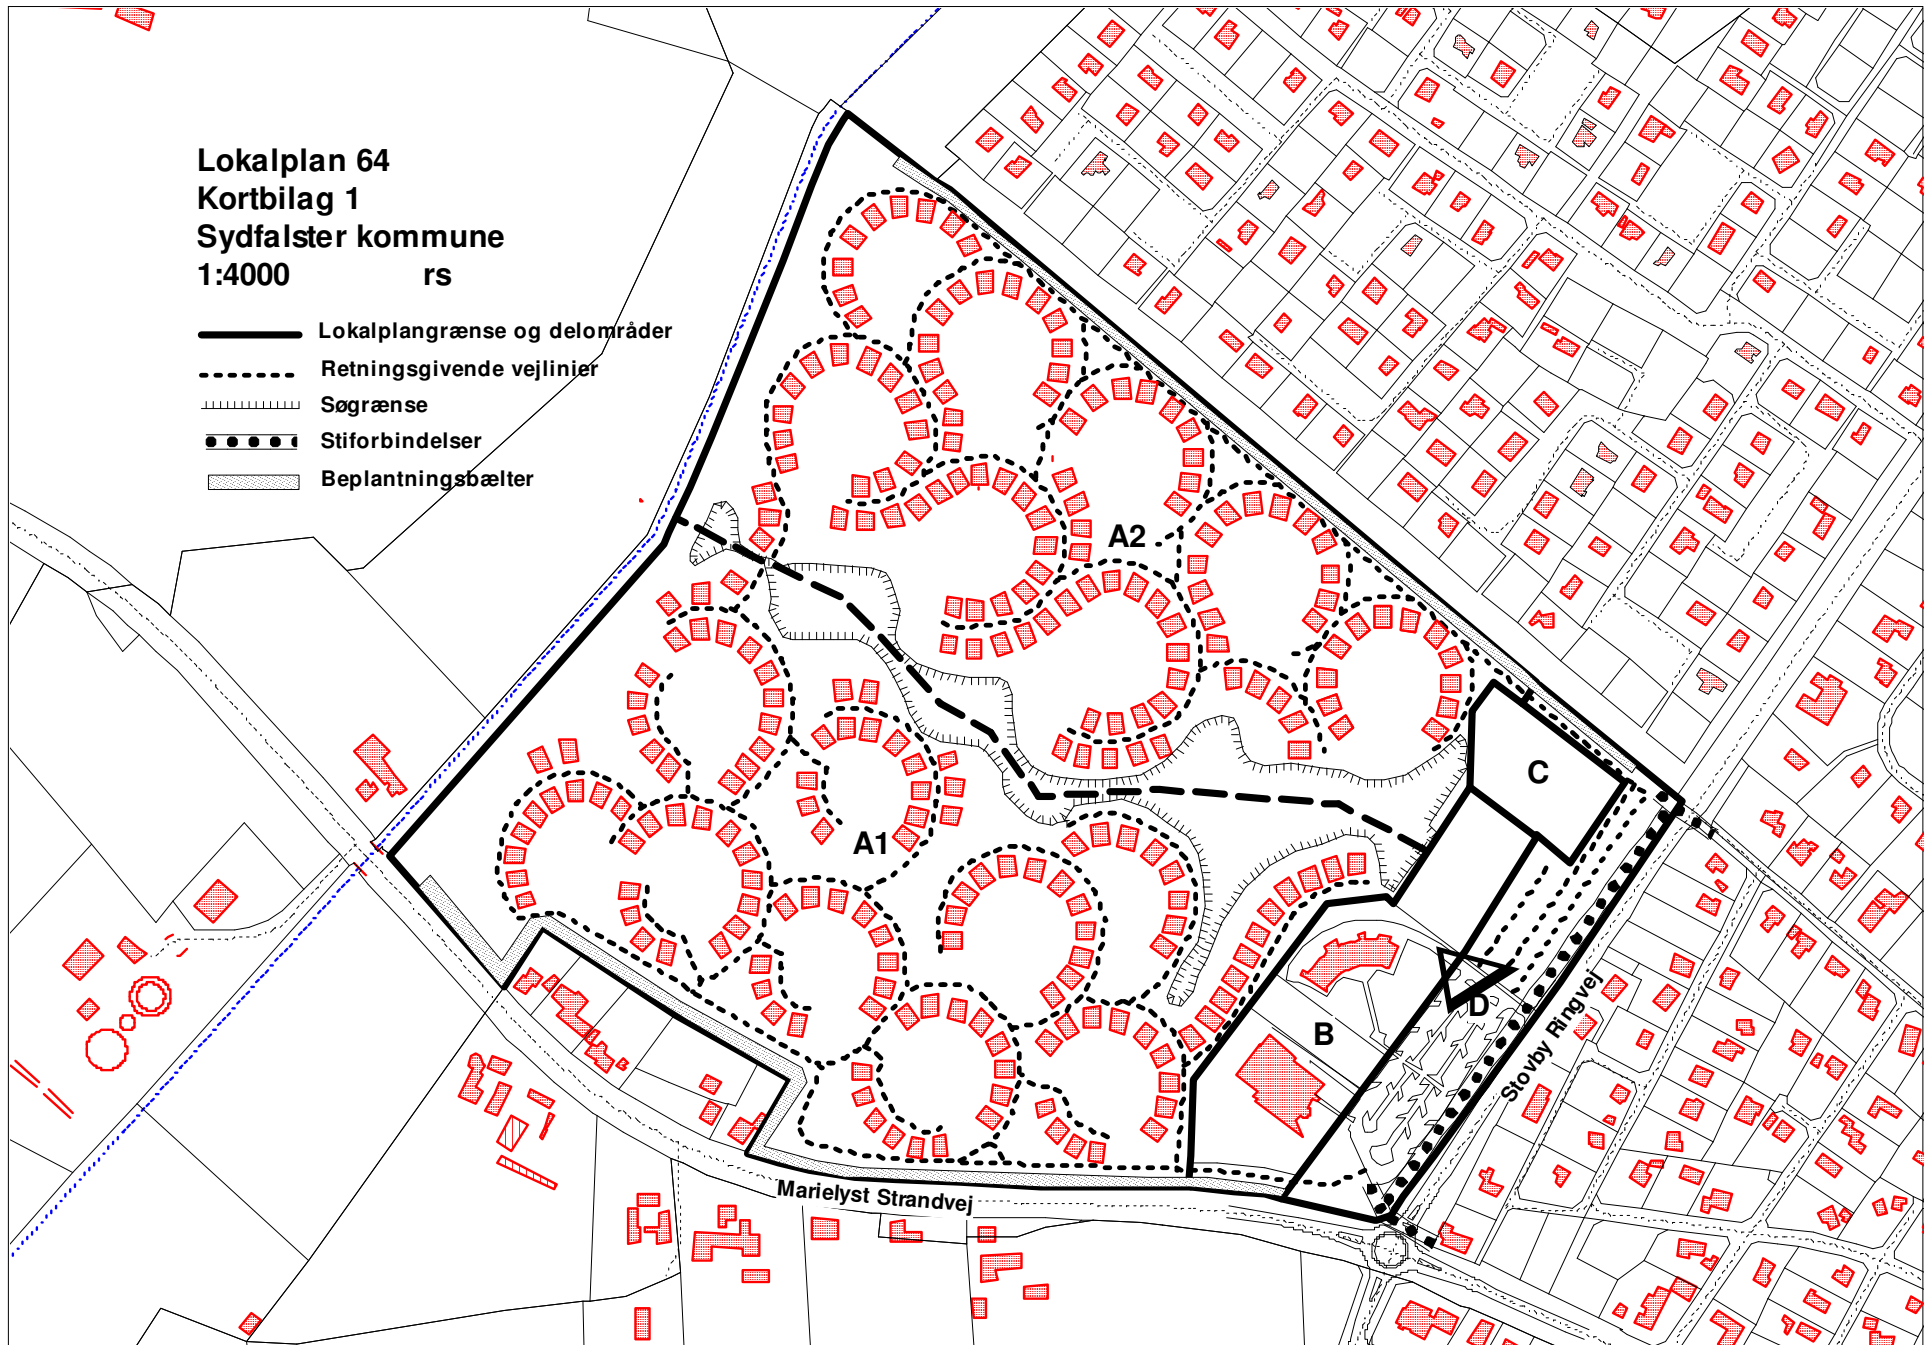 Lokalplan 64
Kortbilag 1
Sydfalster kommune
1:4000 rs
Lokalplangrænse og delområder
Retningsgivende vejlinier
Søgrænse
Stiforbindelser
Beplantningsbælter
A2
C
A1
D
B
Stovby Ringvej
Marielyst Strandvej